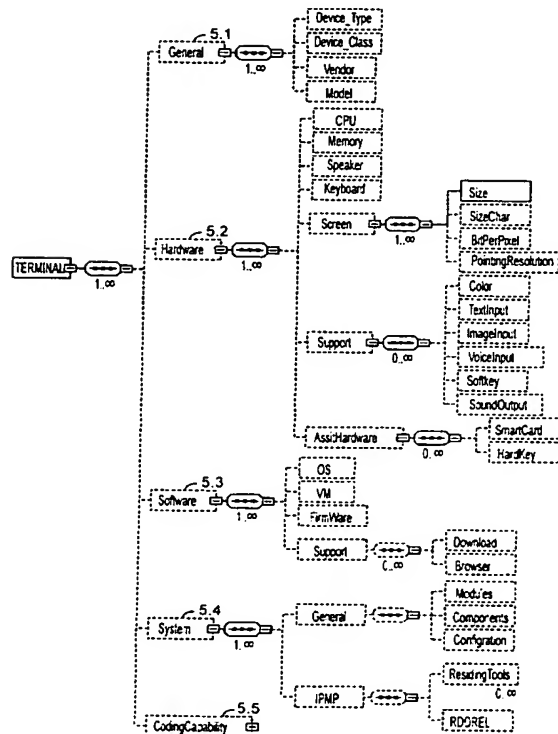 5.1
General
1..∞
Device_Type
Device_Class
Vendor
Model
TERMINAL
1..∞
5.2
Hardware
1..∞
CPU
Memory
Speaker
Keyboard
Screen
1..∞
Size
SizeChar
BitPerPixel
PointingResolution
Support
0..∞
Color
TextInput
ImageInput
VoiceInput
Softkey
SoundOutput
AssitHardware
0..∞
SmartCard
HardKey
5.3
Software
1..∞
OS
VM
FirmWare
Support
0..∞
Download
Browser
5.4
System
1..∞
General
Modules
Components
Configration
IPMP
ResidingTools
0..∞
RDDREL
5.5
CodingCapability